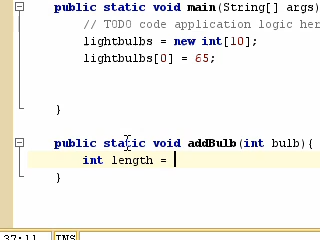 public static void main(String[] args)
// TODO code application logic her
lightbulbs = new int[10];
lightbulbs[0] = 65;
}
public static void addBulb(int bulb){
int length =
}
37:11 INS